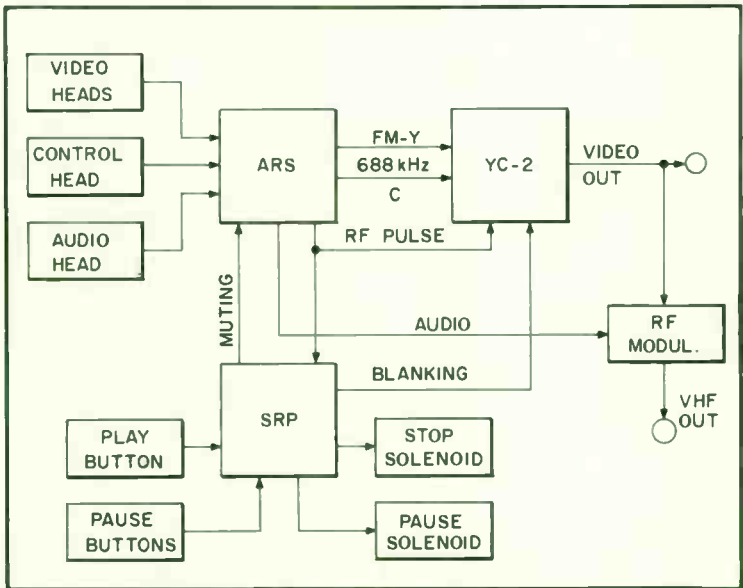 VIDEO
HEADS
CONTROL
HEAD
AUDIO
HEAD
ARS
FM-Y
688 kHz
C
YC-2
VIDEO
OUT
RF PULSE
MUTING
AUDIO
RF
MODUL.
BLANKING
VHF
OUT
SRP
PLAY
BUTTON
STOP
SOLENOID
PAUSE
BUTTONS
PAUSE
SOLENOID